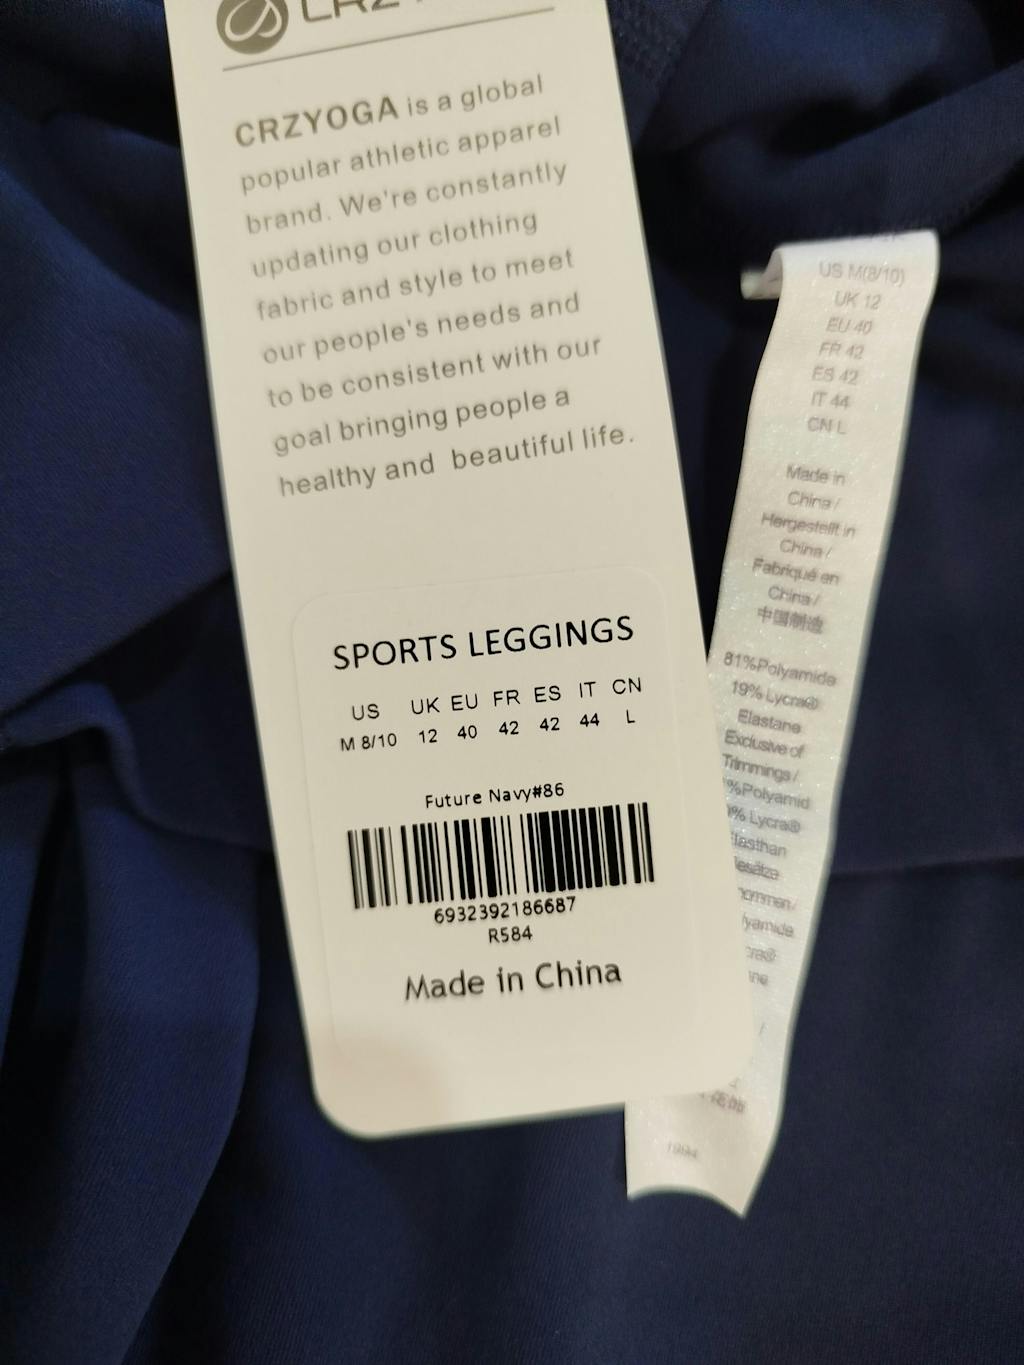 CRZYOGA is a global
popular athletic apparel
brand. We're constantly
updating our clothing
fabric and style to meet
our people's needs and
to be consistent with our
goal bringing people a
healthy and beautiful life.
SPORTS LEGGINGS
US UK EU FR ES IT CN
M 8/10 12 40 42 42 44 L
Future Navy#86
6932392186687
R584
Made in China
US M(8/10)
UK 12
EU 40
FR 42
ES 42
IT 44
CN L
Made in
China /
Hergestellt in
China /
Fabriqué en
China /
中国制造
81%Polyamide
19% Lycra®
Elastane
Exclusive of
Trimmings /
%Polyamid
% Lycra®
1994